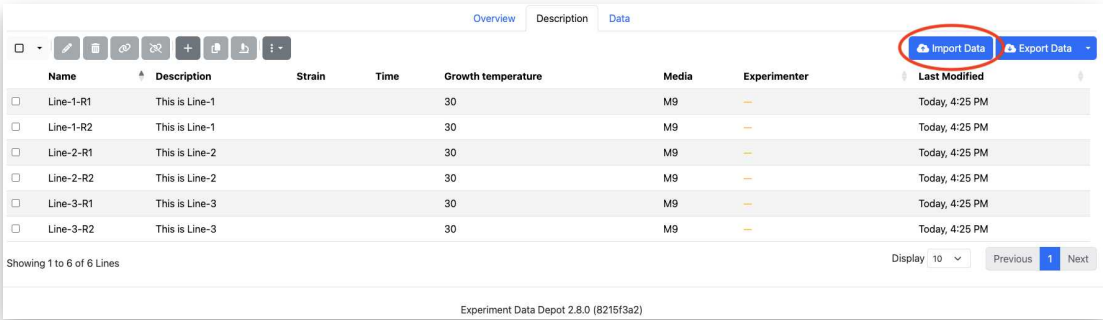 Overview Description Data
Import Data Export Data
Name Description Strain Time Growth temperature Media Experimenter Last Modified
Line-1-R1 This is Line-1 30 M9 — Today, 4:25 PM
Line-1-R2 This is Line-1 30 M9 — Today, 4:25 PM
Line-2-R1 This is Line-2 30 M9 — Today, 4:25 PM
Line-2-R2 This is Line-2 30 M9 — Today, 4:25 PM
Line-3-R1 This is Line-3 30 M9 — Today, 4:25 PM
Line-3-R2 This is Line-3 30 M9 — Today, 4:25 PM
Showing 1 to 6 of 6 Lines Display 10 Previous 1 Next
Experiment Data Depot 2.8.0 (8215f3a2)